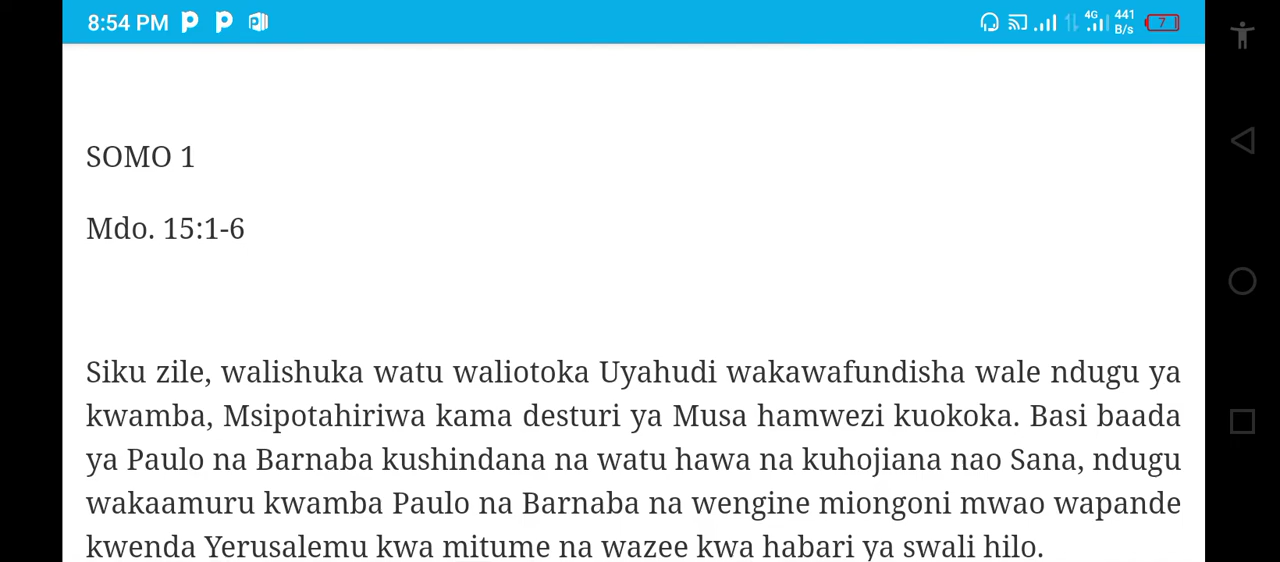 8:54 PM
4G 441 B/s 7
SOMO 1
Mdo. 15:1-6
Siku zile, walishuka watu waliotoka Uyahudi wakawafundisha wale ndugu ya
kwamba, Msipotahiriwa kama desturi ya Musa hamwezi kuokoka. Basi baada
ya Paulo na Barnaba kushindana na watu hawa na kuhojiana nao Sana, ndugu
wakaamuru kwamba Paulo na Barnaba na wengine miongoni mwao wapande
kwenda Yerusalemu kwa mitume na wazee kwa habari ya swali hilo.